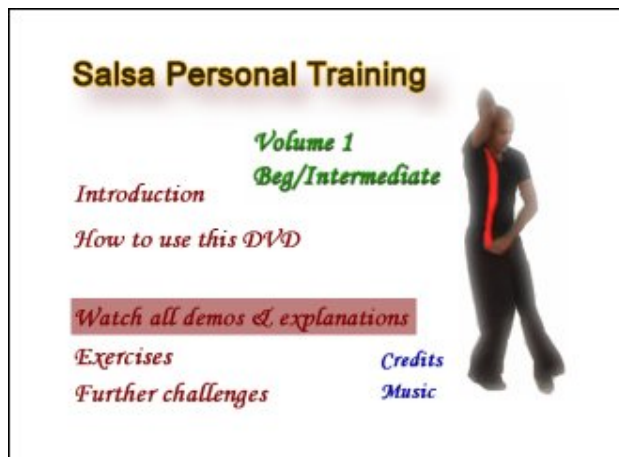 Salsa Personal Training
Volume 1
Beg/Intermediate
Introduction
How to use this DVD
Watch all demos & explanations
Exercises
Further challenges
Credits
Music